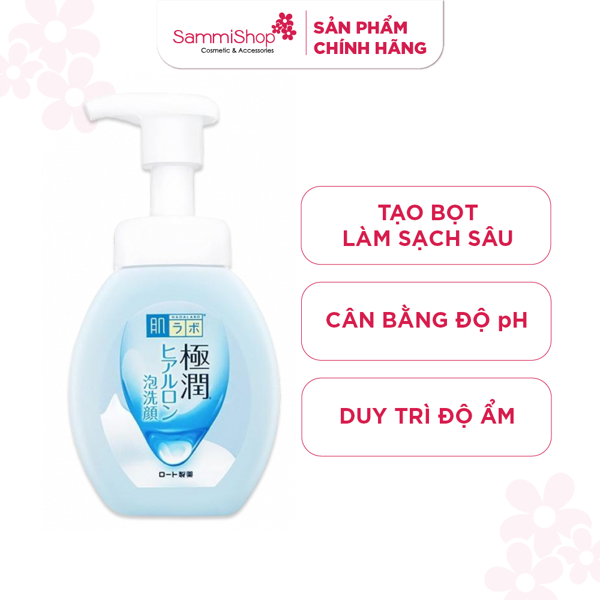 SammiShop
Cosmetic & Accessories
SẢN PHẨM
CHÍNH HÃNG
HADALABO
肌ラボ
極潤
ヒアルロン
泡洗顔
ロート製薬
TẠO BỌT
LÀM SẠCH SÂU
CÂN BẰNG ĐỘ pH
DUY TRÌ ĐỘ ẨM